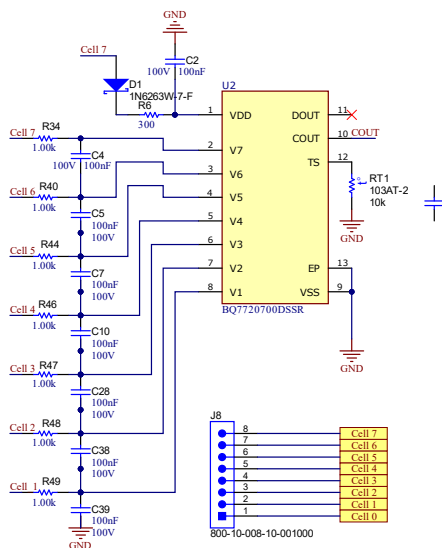 GND
Cell 7
C2
100V 100nF
D1
1N6263W-7-F
R6
300
U2
1 VDD
DOUT 11
COUT 10 COUT
TS 12
RT1
103AT-2
10k
GND
Cell 7 R34
1.00k
2 V7
C4
100V 100nF
3 V6
Cell 6 R40
1.00k
4 V5
C5
100nF
100V
5 V4
Cell 5 R44
1.00k
6 V3
C7
100nF
100V
7 V2
EP 13
8 V1
VSS 9
BQ7720700DSSR
Cell 4 R46
1.00k
C10
100nF
100V
GND
Cell 3 R47
1.00k
C28
100nF
100V
Cell 2 R48
1.00k
C38
100nF
100V
Cell 1 R49
1.00k
C39
100nF
100V
GND
J8
8 Cell 7
7 Cell 6
6 Cell 5
5 Cell 4
4 Cell 3
3 Cell 2
2 Cell 1
1 Cell 0
800-10-008-10-001000